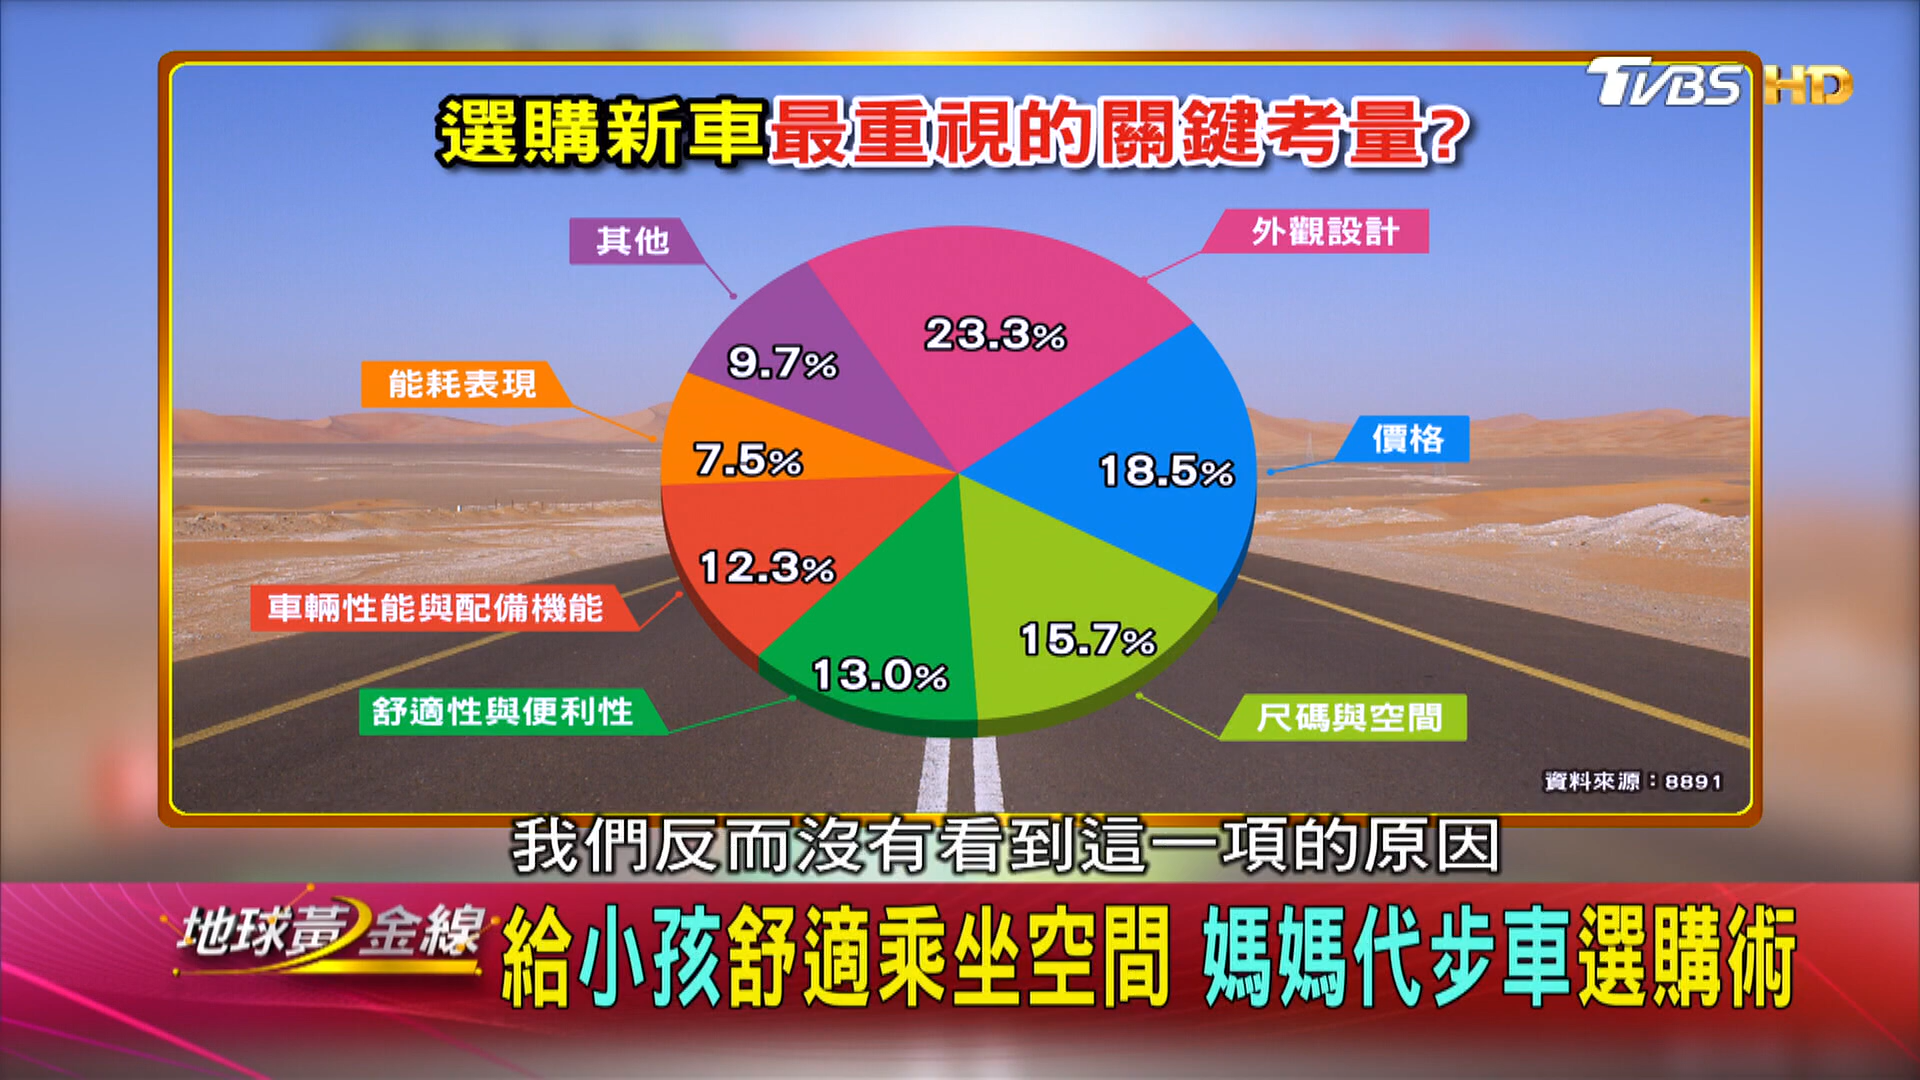 TVBS HD
選購新車最重視的關鍵考量?
其他
外觀設計
23.3%
9.7%
能耗表現
價格
7.5%
18.5%
12.3%
車輛性能與配備機能
15.7%
13.0%
舒適性與便利性
尺碼與空間
資料來源：8891
我們反而沒有看到這一項的原因
地球黃金線
給小孩舒適乘坐空間 媽媽代步車選購術